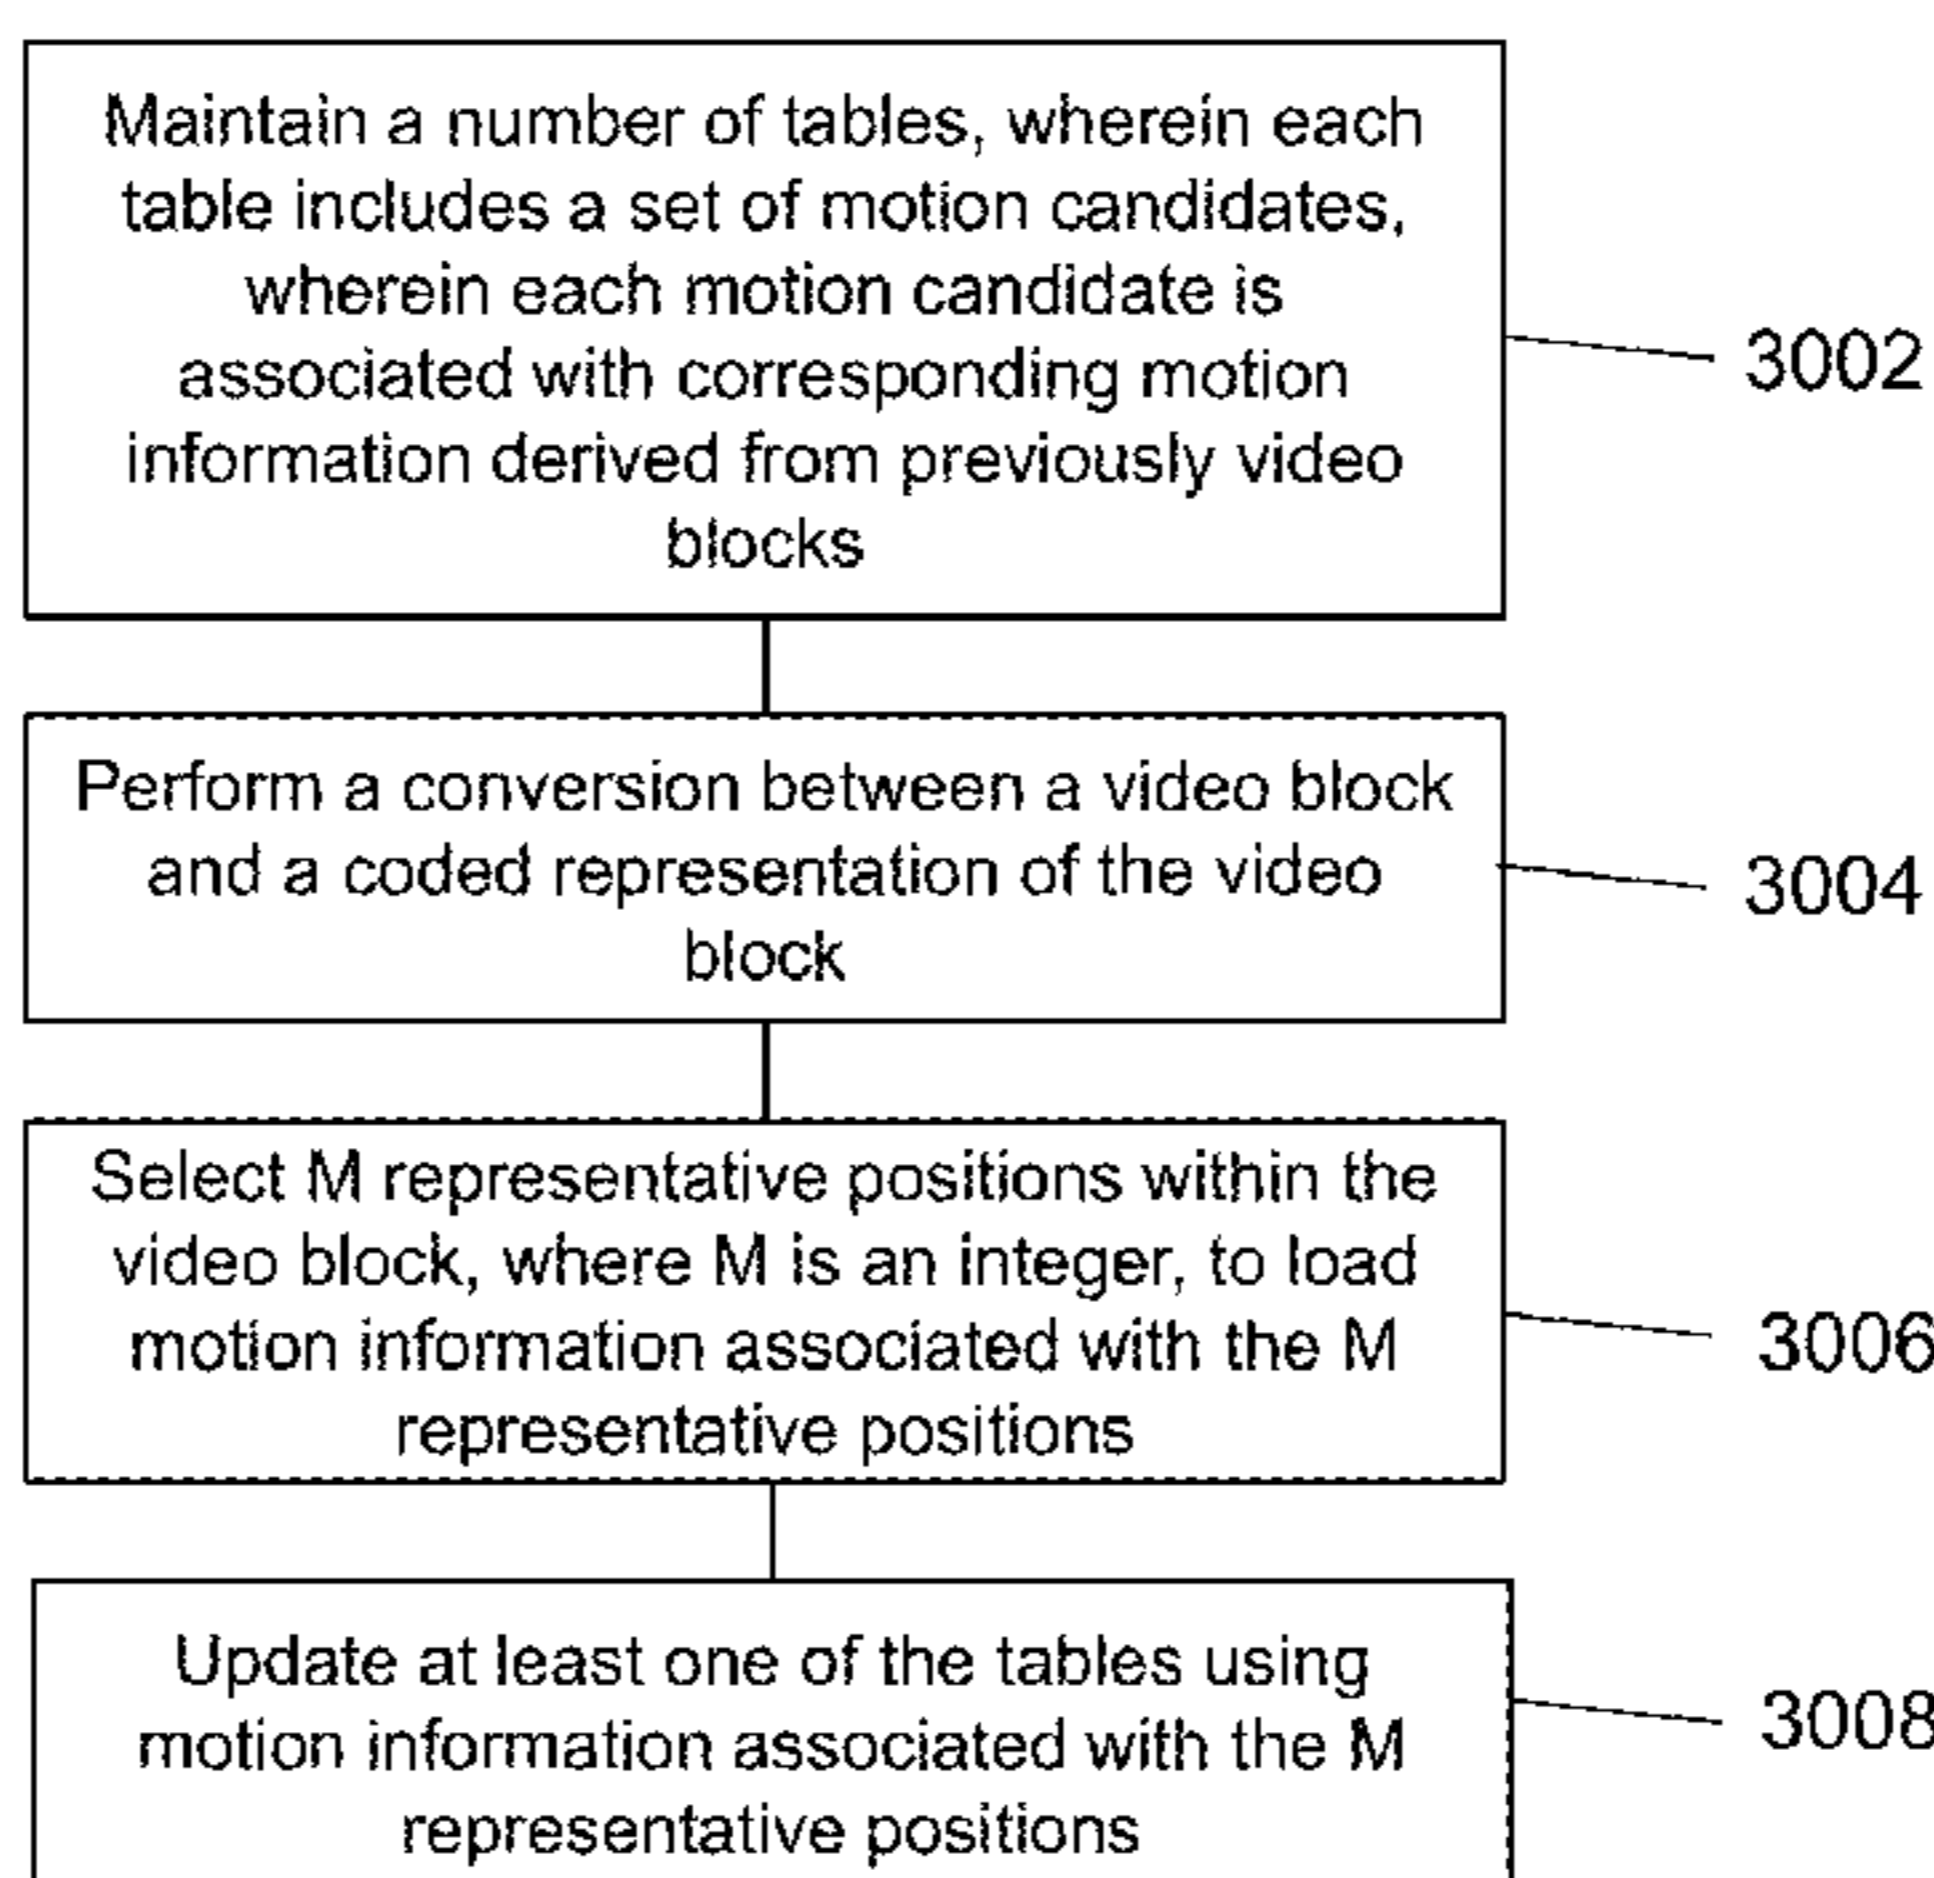 Maintain a number of tables, wherein each
table includes a set of motion candidates,
wherein each motion candidate is
associated with corresponding motion
information derived from previously video
blocks
3002
Perform a conversion between a video block
and a coded representation of the video
block
3004
Select M representative positions within the
video block, where M is an integer, to load
motion information associated with the M
representative positions
3006
Update at least one of the tables using
motion information associated with the M
representative positions
3008